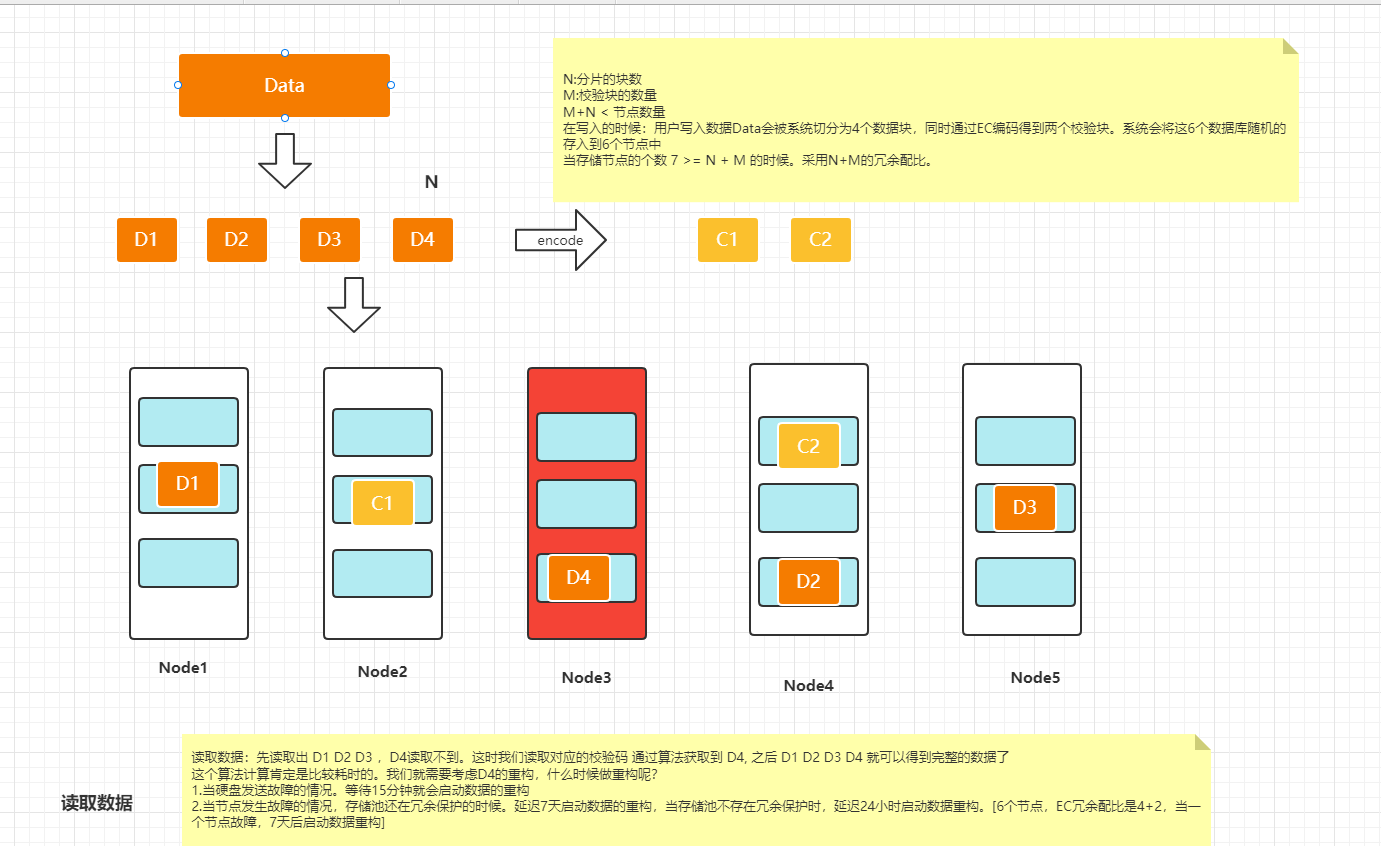 Data
N:分片的块数
M:校验块的数量
M+N < 节点数量
在写入的时候：用户写入数据Data会被系统切分为4个数据块，同时通过EC编码得到两个校验块。系统会将这6个数据库随机的
存入到6个节点中
当存储节点的个数 7 >= N + M 的时候。采用N+M的冗余配比。
N
D1 D2 D3 D4 encode C1 C2
D1 C1 D4 C2 D2 D3
Node1 Node2 Node3 Node4 Node5
读取数据
读取数据：先读取出 D1 D2 D3 ，D4读取不到。这时我们读取对应的校验码 通过算法获取到 D4, 之后 D1 D2 D3 D4 就可以得到完整的数据了
这个算法计算肯定是比较耗时的。我们就需要考虑D4的重构，什么时候做重构呢?
1.当硬盘发送故障的情况。等待15分钟就会启动数据的重构
2.当节点发生故障的情况，存储池还在冗余保护的时候。延迟7天启动数据的重构，当存储池不存在冗余保护时，延迟24小时启动数据重构。[6个节点，EC冗余配比是4+2，当一
个节点故障，7天后启动数据重构]